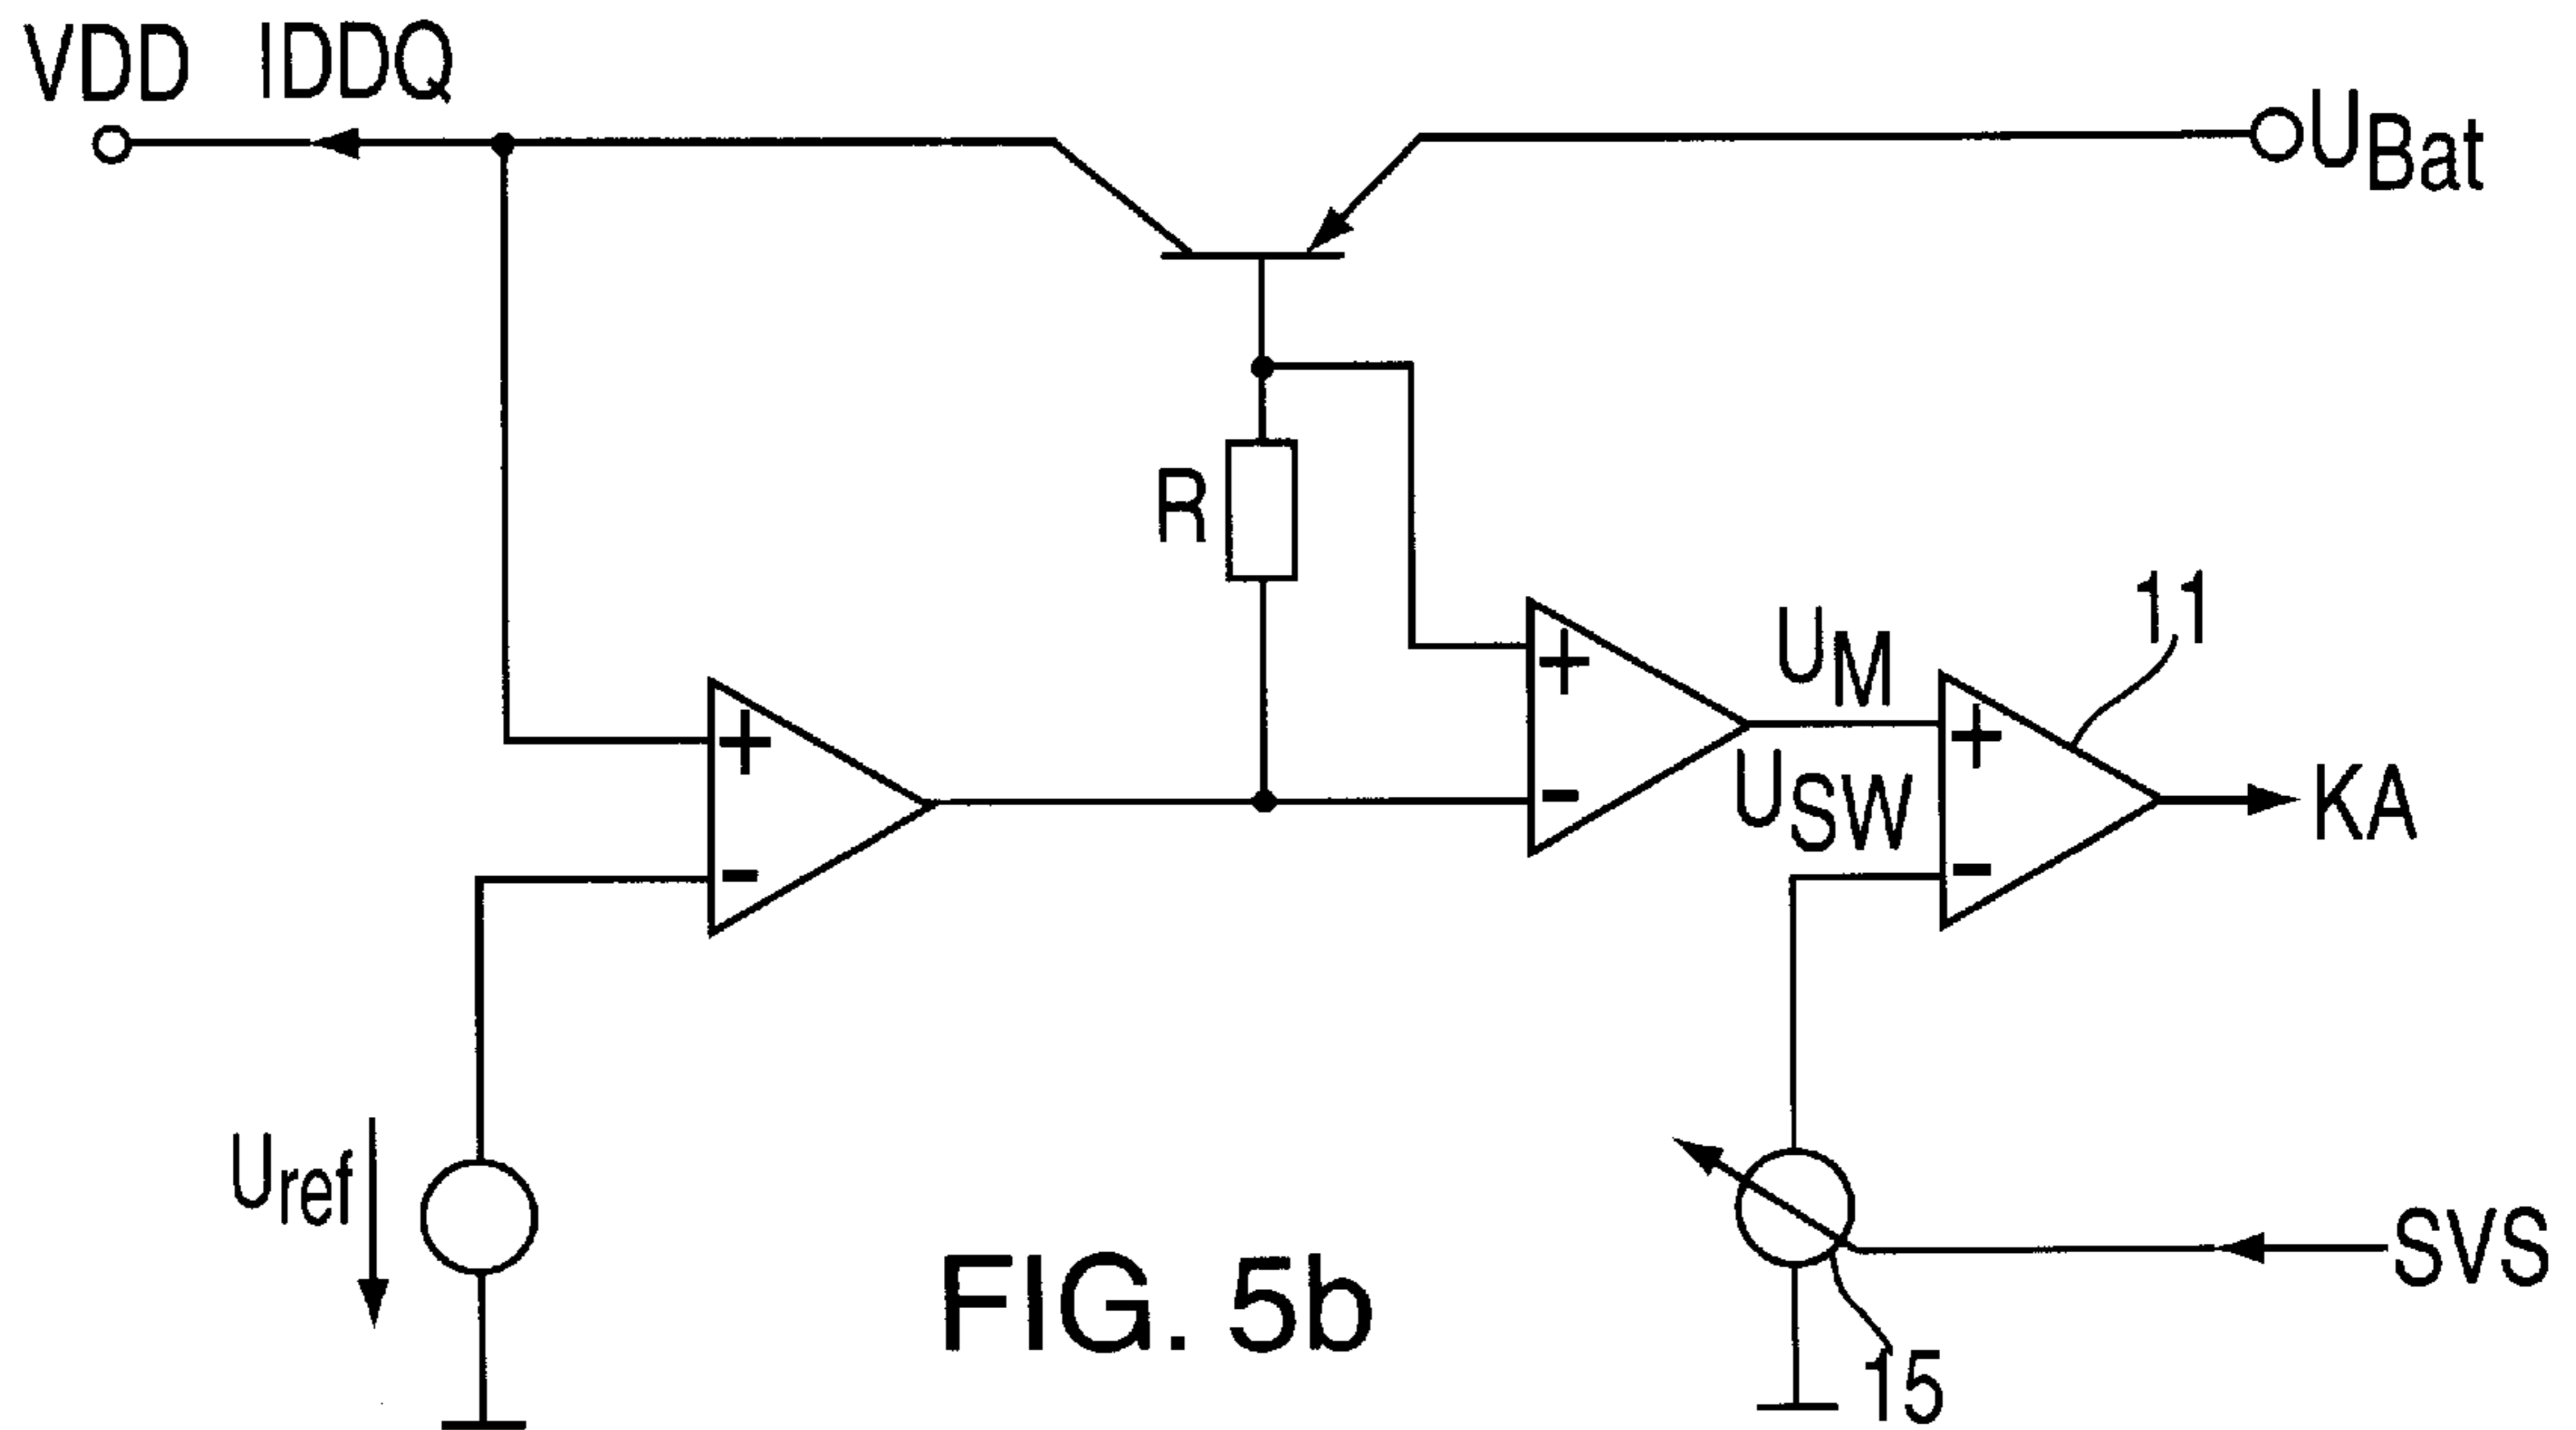 VDD IDDQ
UBat
R
11
UM
+ +
+
USW
KA
- -
-
Uref
SVS
FIG. 5b
15